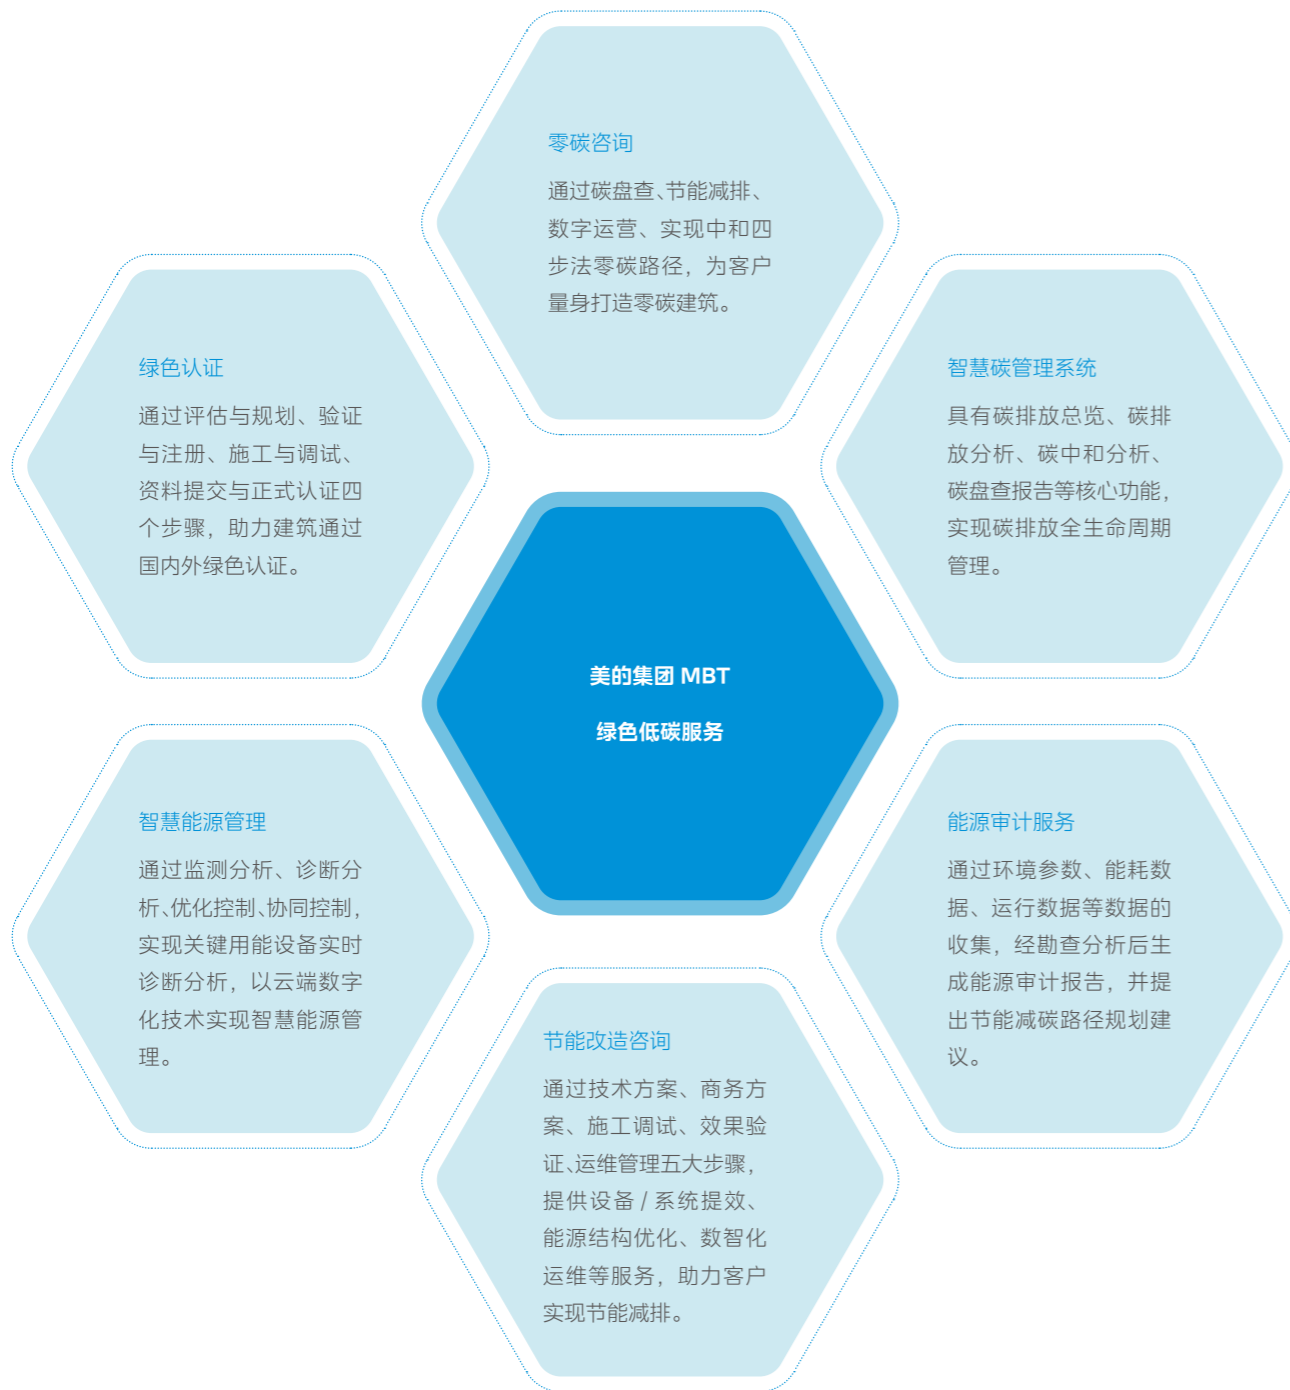 零碳咨询
通过碳盘查、节能减排、
数字运营、实现中和四
步法零碳路径，为客户
量身打造零碳建筑。
绿色认证
通过评估与规划、验证
与注册、施工与调试、
资料提交与正式认证四
个步骤，助力建筑通过
国内外绿色认证。
智慧碳管理系统
具有碳排放总览、碳排
放分析、碳中和分析、
碳盘查报告等核心功能，
实现碳排放全生命周期
管理。
美的集团 MBT
绿色低碳服务
智慧能源管理
通过监测分析、诊断分
析、优化控制、协同控制，
实现关键用能设备实时
诊断分析，以云端数字
化技术实现智慧能源管
理。
能源审计服务
通过环境参数、能耗数
据、运行数据等数据的
收集，经勘查分析后生
成能源审计报告，并提
出节能减碳路径规划建
议。
节能改造咨询
通过技术方案、商务方
案、施工调试、效果验
证、运维管理五大步骤，
提供设备 / 系统提效、
能源结构优化、数智化
运维等服务，助力客户
实现节能减排。